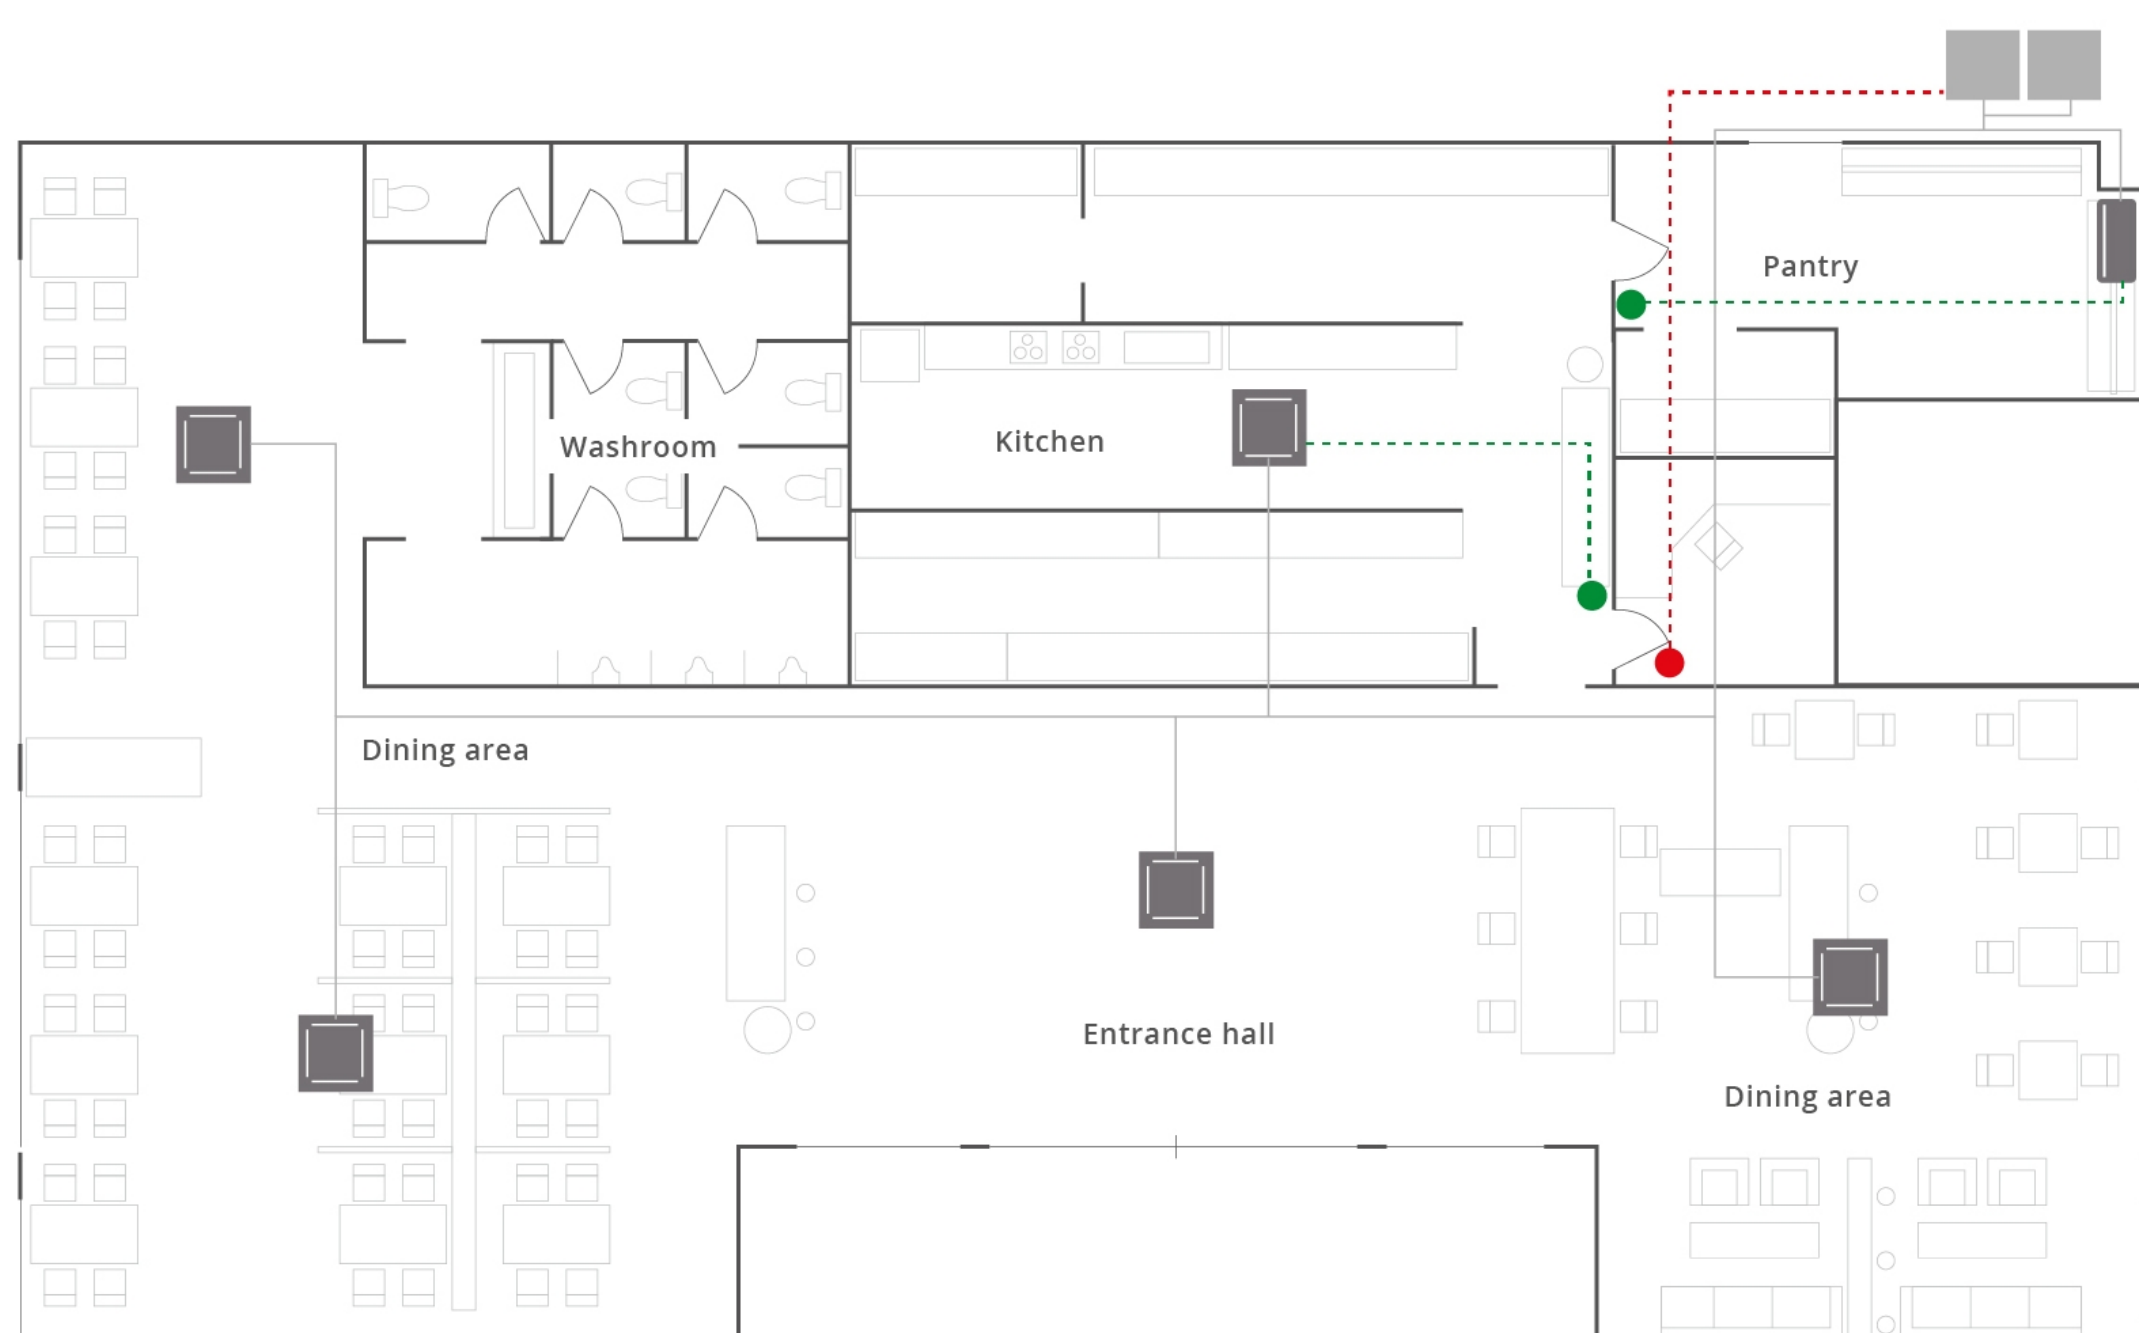 Pantry
Washroom
Kitchen
Dining area
Entrance hall
Dining area